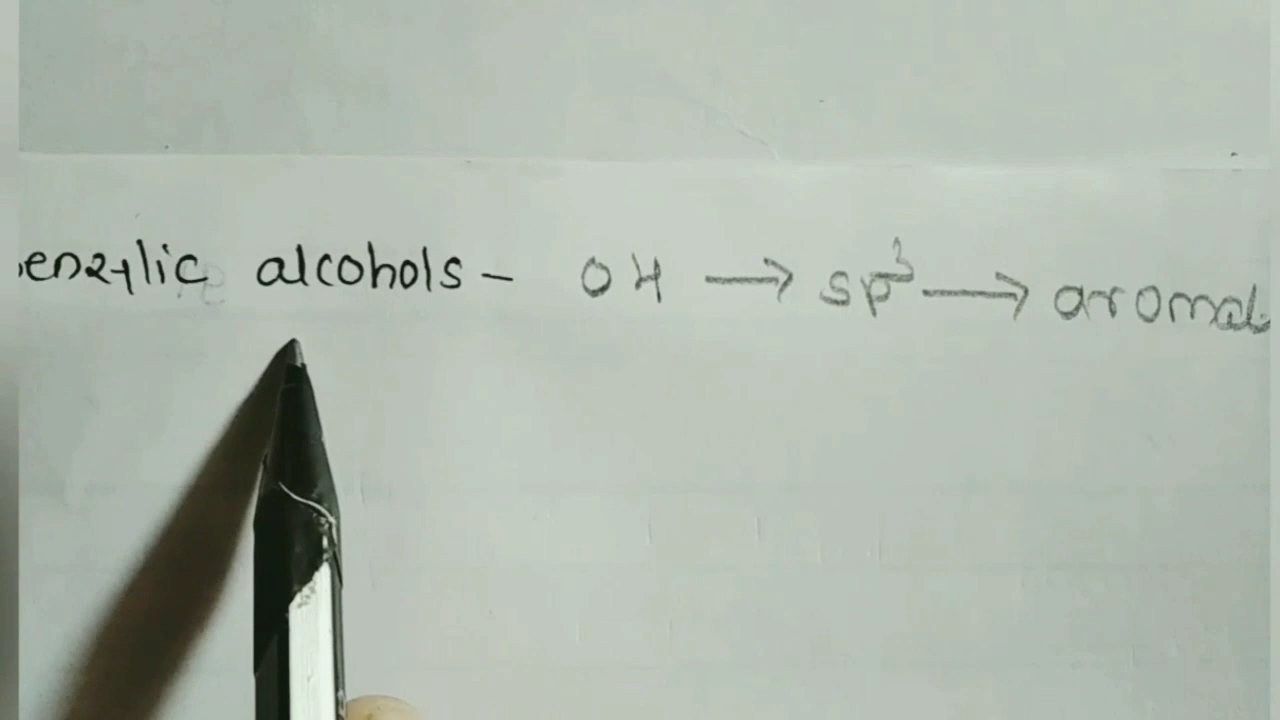 enzylic alcohols - OH → sp³ → aromat